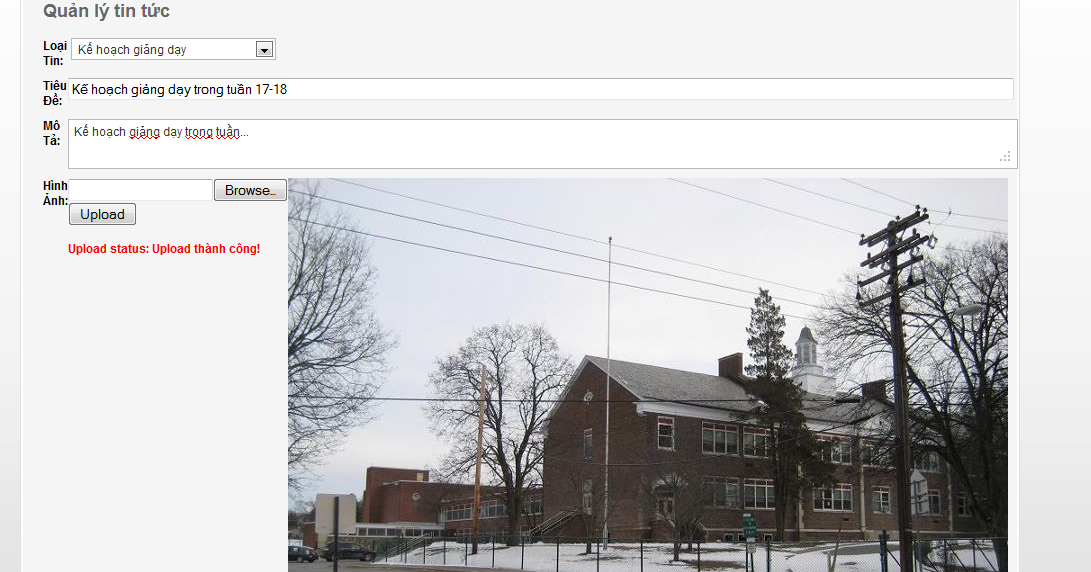 Quản lý tin tức
Loại
Tin:
Kế hoạch giảng dạy
Tiêu
Đề:
Kế hoạch giảng dạy trong tuần 17-18
Mô
Tả:
Kế hoạch giảng dạy trong tuần...
Hình
Ảnh:
Browse...
Upload
Upload status: Upload thành công!